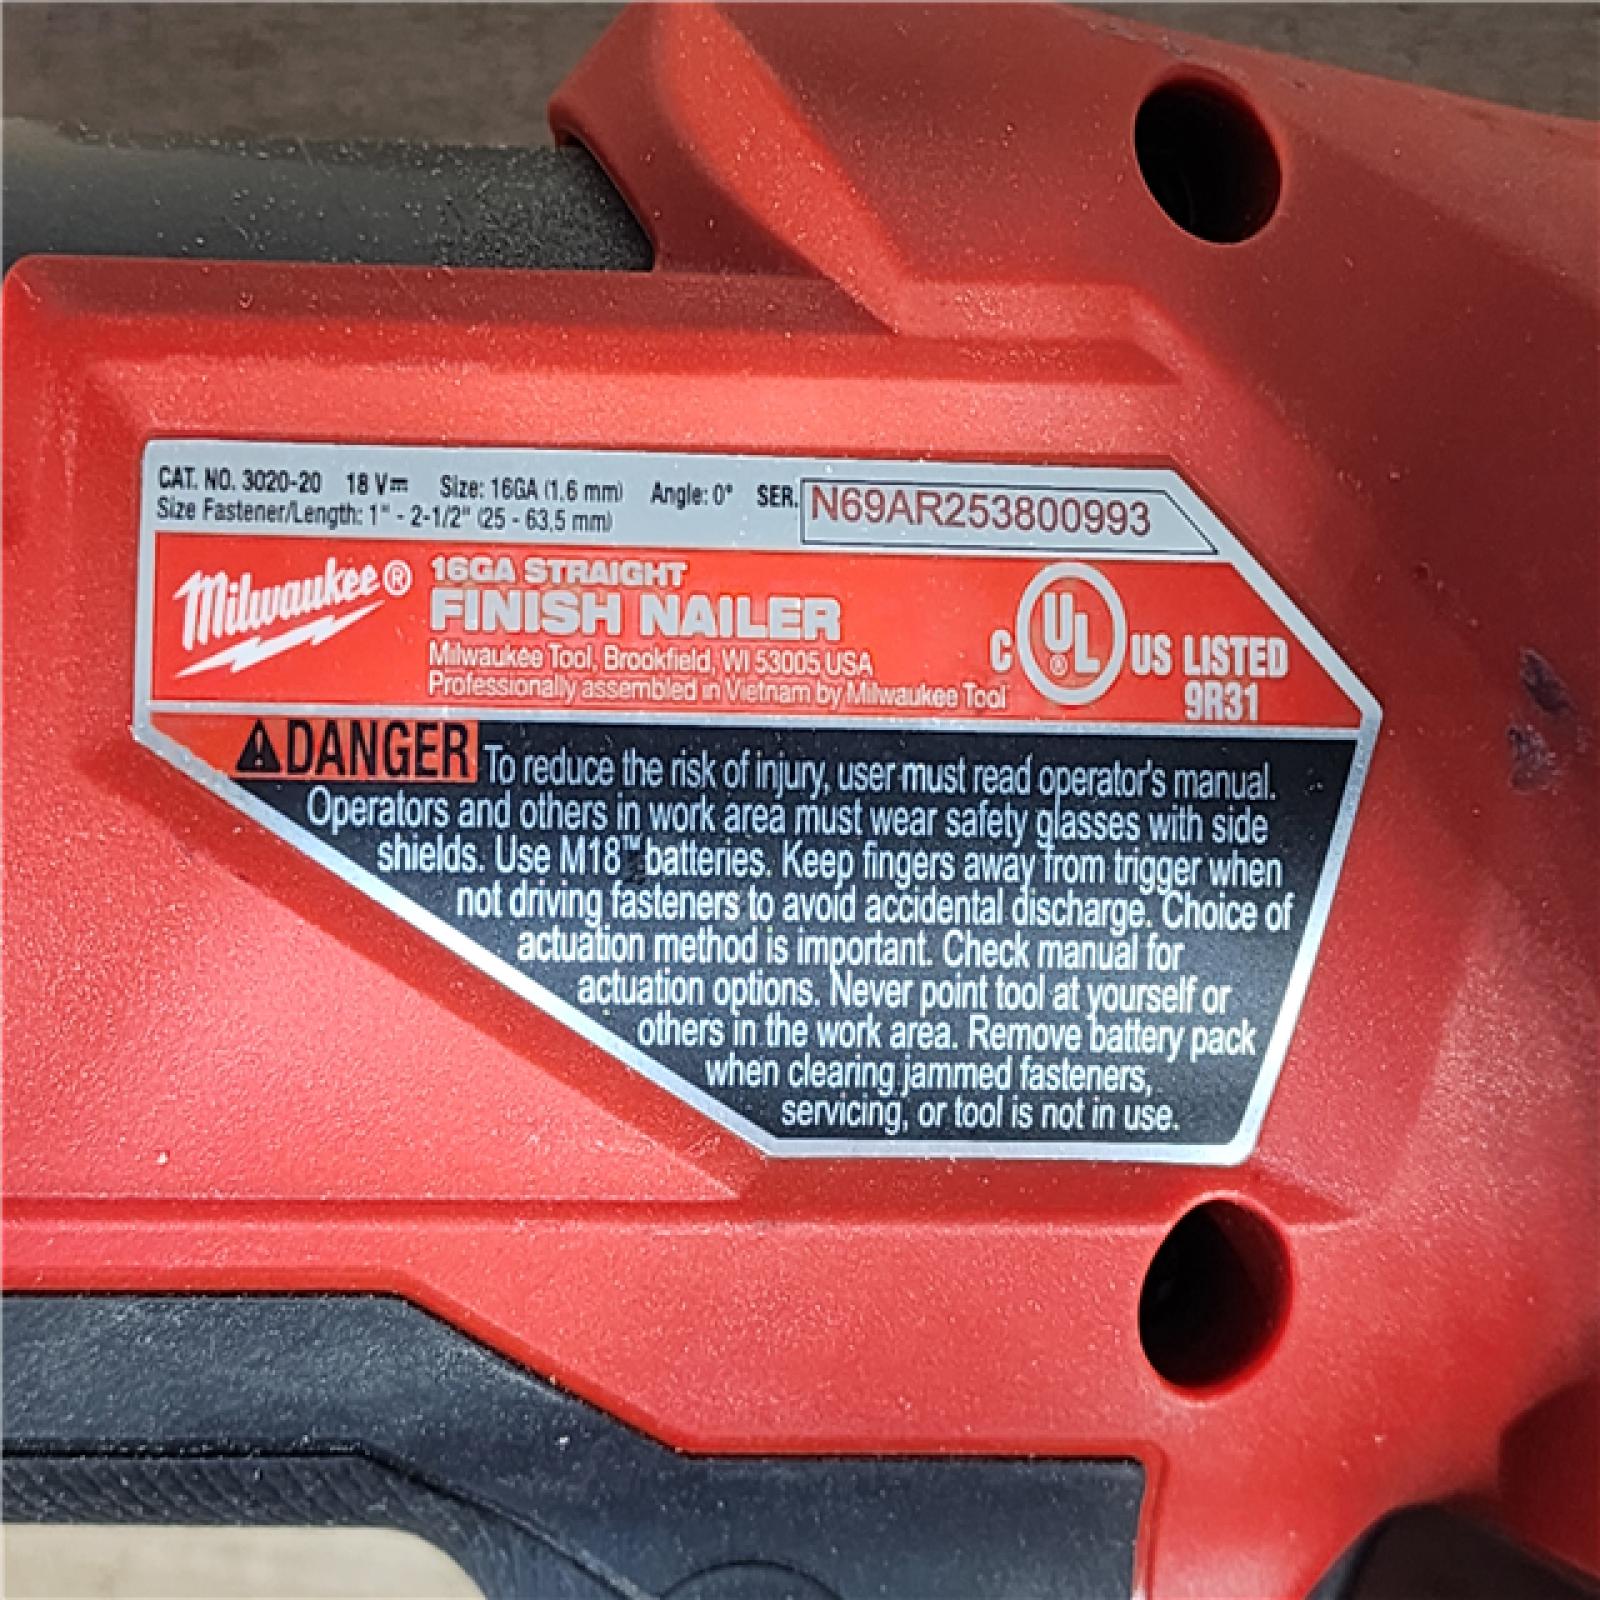 CAT. NO. 3020-20 18 V⎓ Size: 16GA (1.6 mm) Angle: 0° SER. N69AR253800993
Size Fastener/Length: 1" - 2-1/2" (25 - 63,5 mm)
Milwaukee®
16GA STRAIGHT
FINISH NAILER
Milwaukee Tool, Brookfield, WI 53005 USA
Professionally assembled in Vietnam by Milwaukee Tool
C UL® US LISTED
9R31
⚠DANGER To reduce the risk of injury, user must read operator's manual.
Operators and others in work area must wear safety glasses with side
shields. Use M18™ batteries. Keep fingers away from trigger when
not driving fasteners to avoid accidental discharge. Choice of
actuation method is important. Check manual for
actuation options. Never point tool at yourself or
others in the work area. Remove battery pack
when clearing jammed fasteners,
servicing, or tool is not in use.